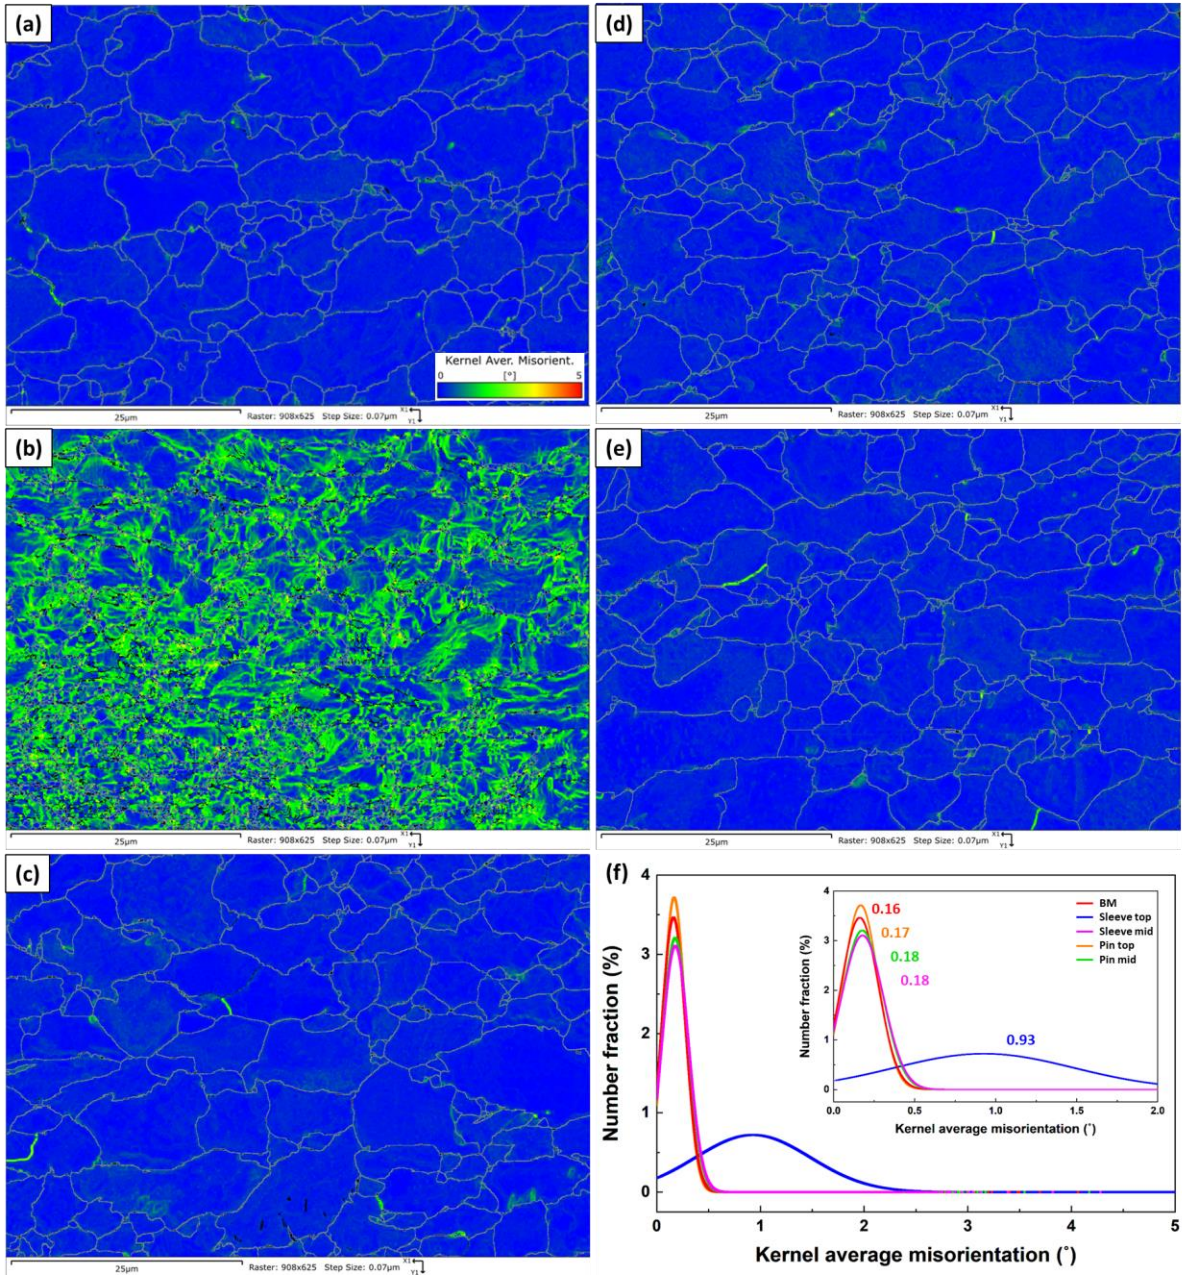 (a)
Kernel Aver. Misorient.
[°]
0 5
25µm Raster: 908x625 Step Size: 0.07µm X1 Y1
(b)
25µm Raster: 908x625 Step Size: 0.07µm X1 Y1
(c)
25µm Raster: 908x625 Step Size: 0.07µm X1 Y1
(d)
25µm Raster: 908x625 Step Size: 0.07µm X1 Y1
(e)
25µm Raster: 908x625 Step Size: 0.07µm X1 Y1
(f)
Number fraction (%)
4
3
2
1
0
0 1 2 3 4 5
Kernel average misorientation (˚)
Number fraction (%)
4
3
2
1
0
0.0 0.5 1.0 1.5 2.0
Kernel average misorientation (˚)
0.16
0.17
0.18
0.18
0.93
BM
Sleeve top
Sleeve mid
Pin top
Pin mid